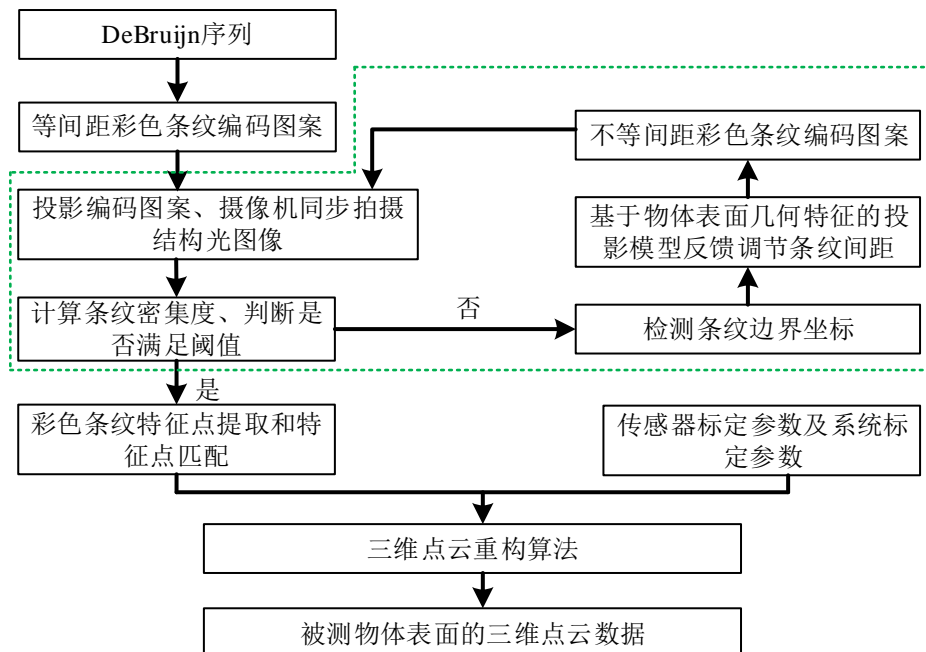 DeBruijn序列
等间距彩色条纹编码图案
不等间距彩色条纹编码图案
投影编码图案、摄像机同步拍摄
结构光图像
基于物体表面几何特征的投
影模型反馈调节条纹间距
计算条纹密集度、判断是
否满足阈值
否
检测条纹边界坐标
是
彩色条纹特征点提取和特
征点匹配
传感器标定参数及系统标
定参数
三维点云重构算法
被测物体表面的三维点云数据